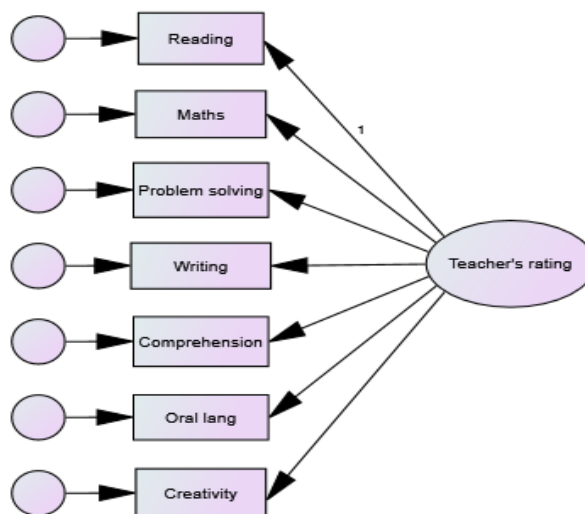 Reading
1
Maths
Problem solving
Writing
Teacher's rating
Comprehension
Oral lang
Creativity